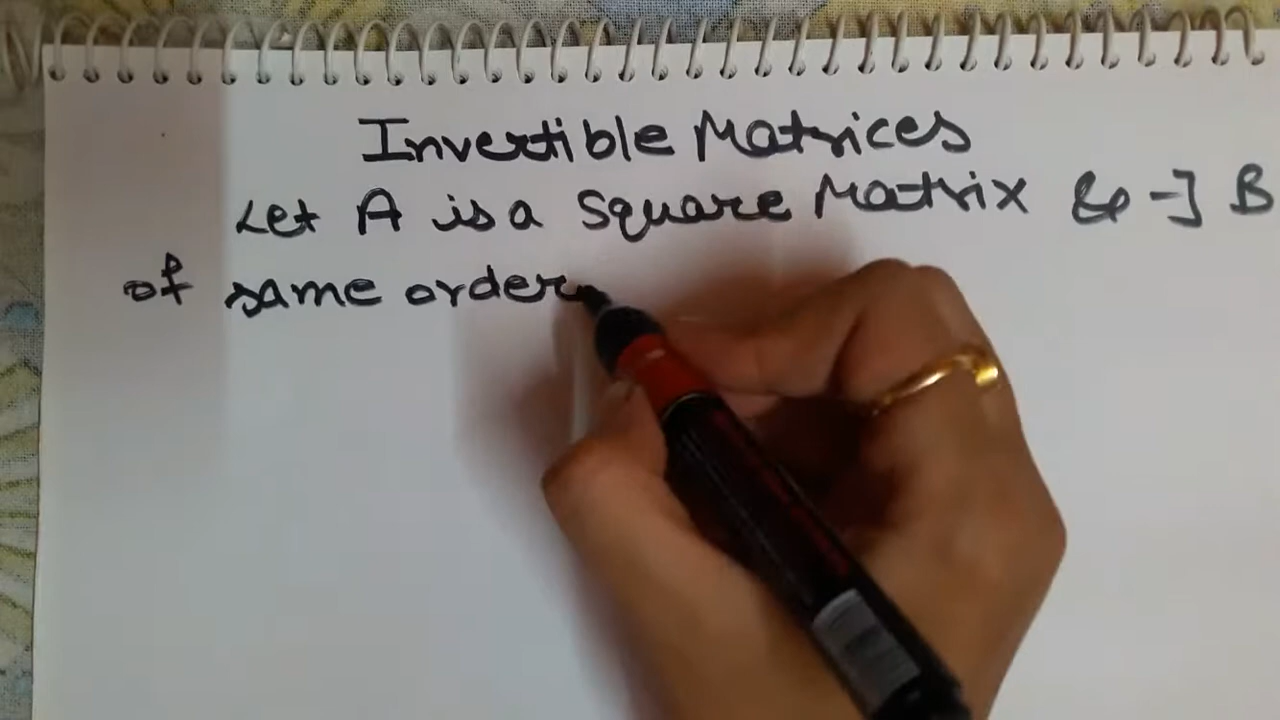 Invertible Matrices
Let A is a Square Matrix & ∃ B
of same order